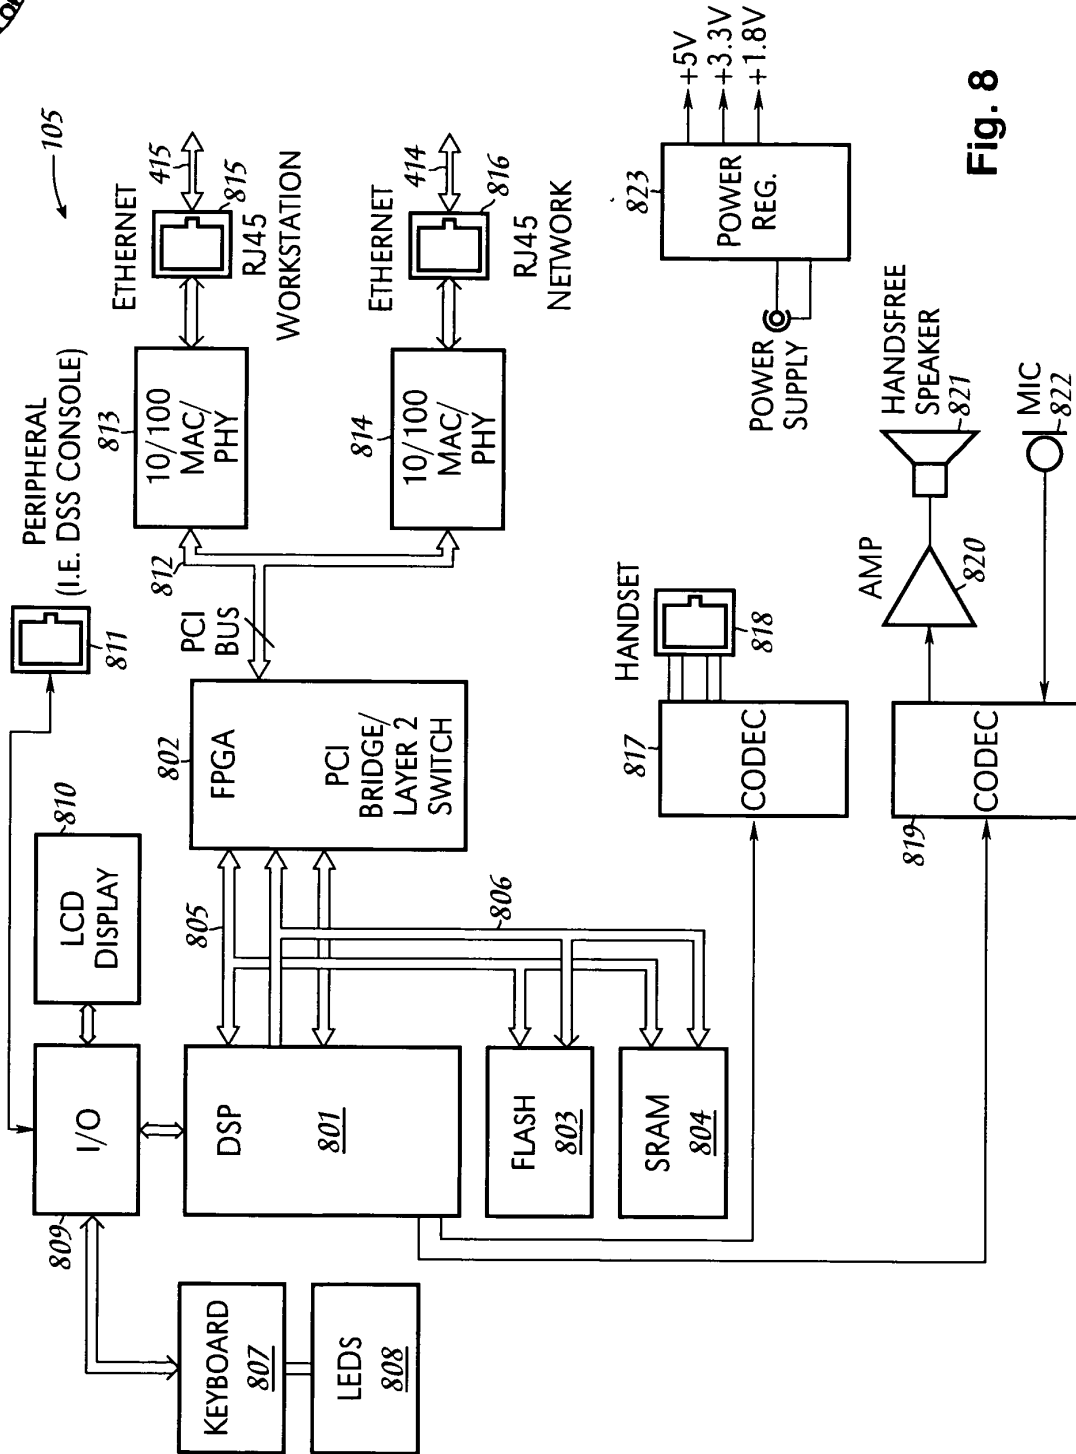 105
PERIPHERAL
(I.E. DSS CONSOLE)
811
ETHERNET
415
815
RJ45
WORKSTATION
813
10/100
MAC/
PHY
812
PCI
BUS
ETHERNET
414
816
RJ45
NETWORK
814
10/100
MAC/
PHY
810
LCD
DISPLAY
802
FPGA
PCI
BRIDGE/
LAYER 2
SWITCH
805
806
809
I/O
DSP
801
FLASH
803
SRAM
804
KEYBOARD
807
LEDS
808
HANDSET
818
817
CODEC
819
CODEC
AMP
820
HANDSFREE
SPEAKER
821
MIC
822
823
POWER
REG.
POWER
SUPPLY
+5V
+3.3V
+1.8V
Fig. 8